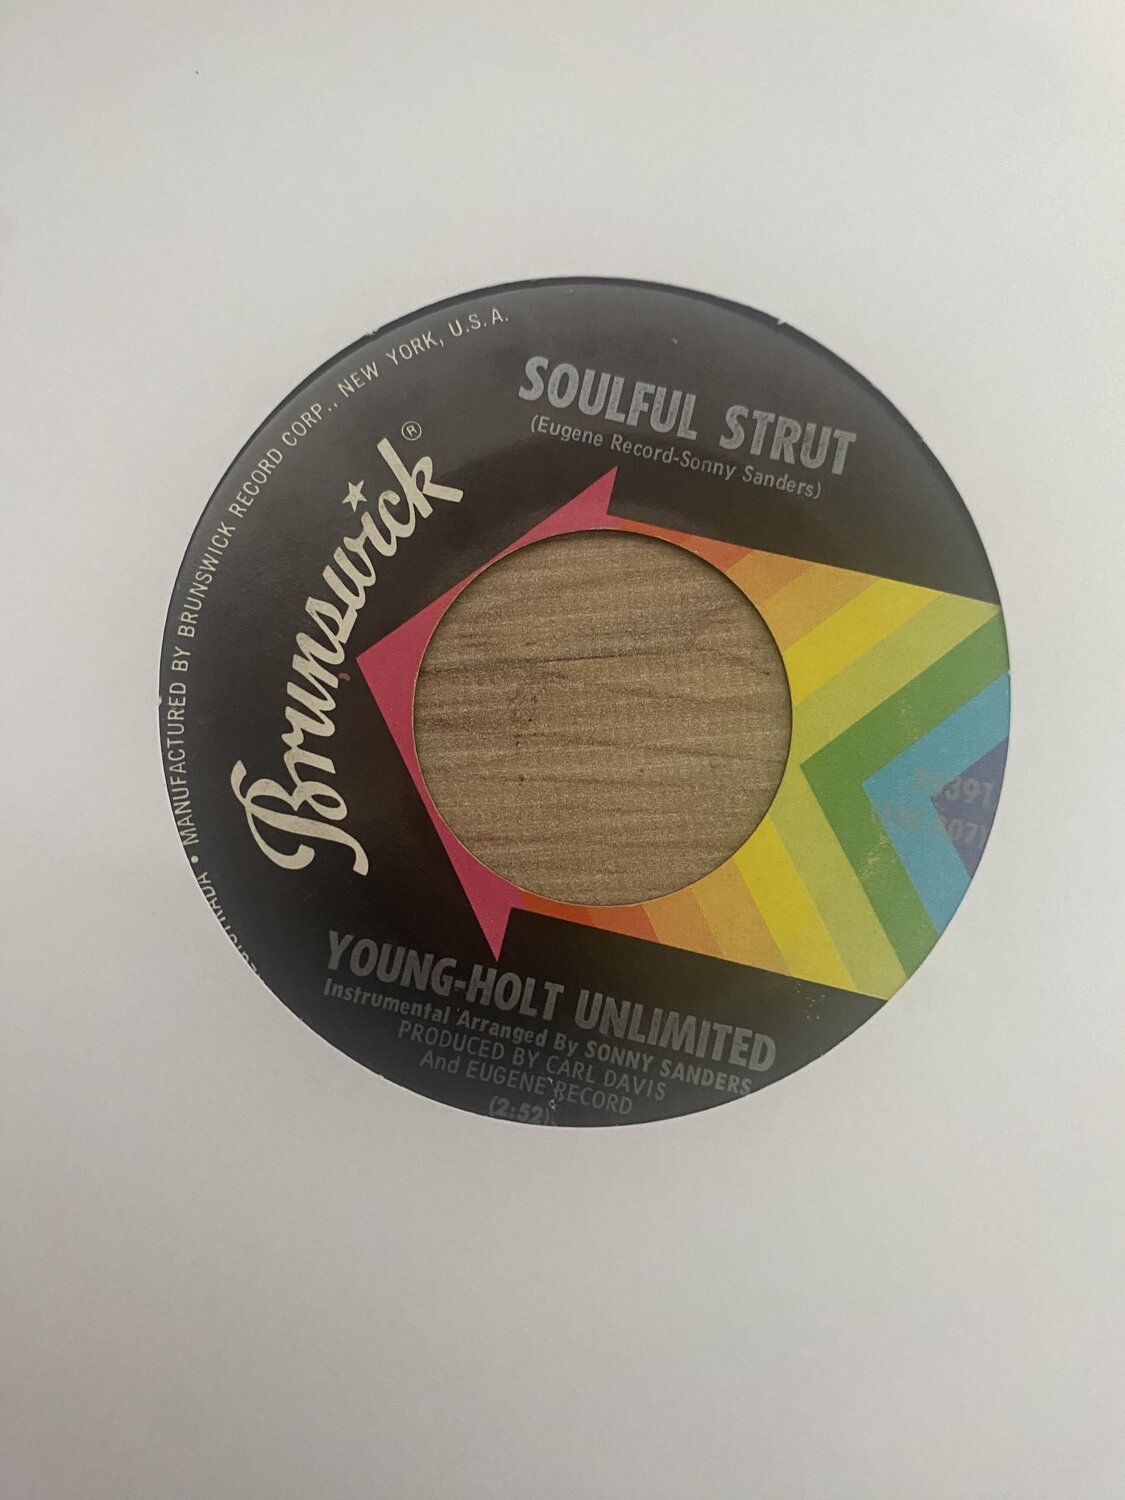 SOULFUL STRUT
(Eugene Record-Sonny Sanders)
Brunswick®
MANUFACTURED BY BRUNSWICK RECORD CORP., NEW YORK, U.S.A.
YOUNG-HOLT UNLIMITED
Instrumental Arranged By SONNY SANDERS
PRODUCED BY CARL DAVIS
And EUGENE RECORD
(2:52)